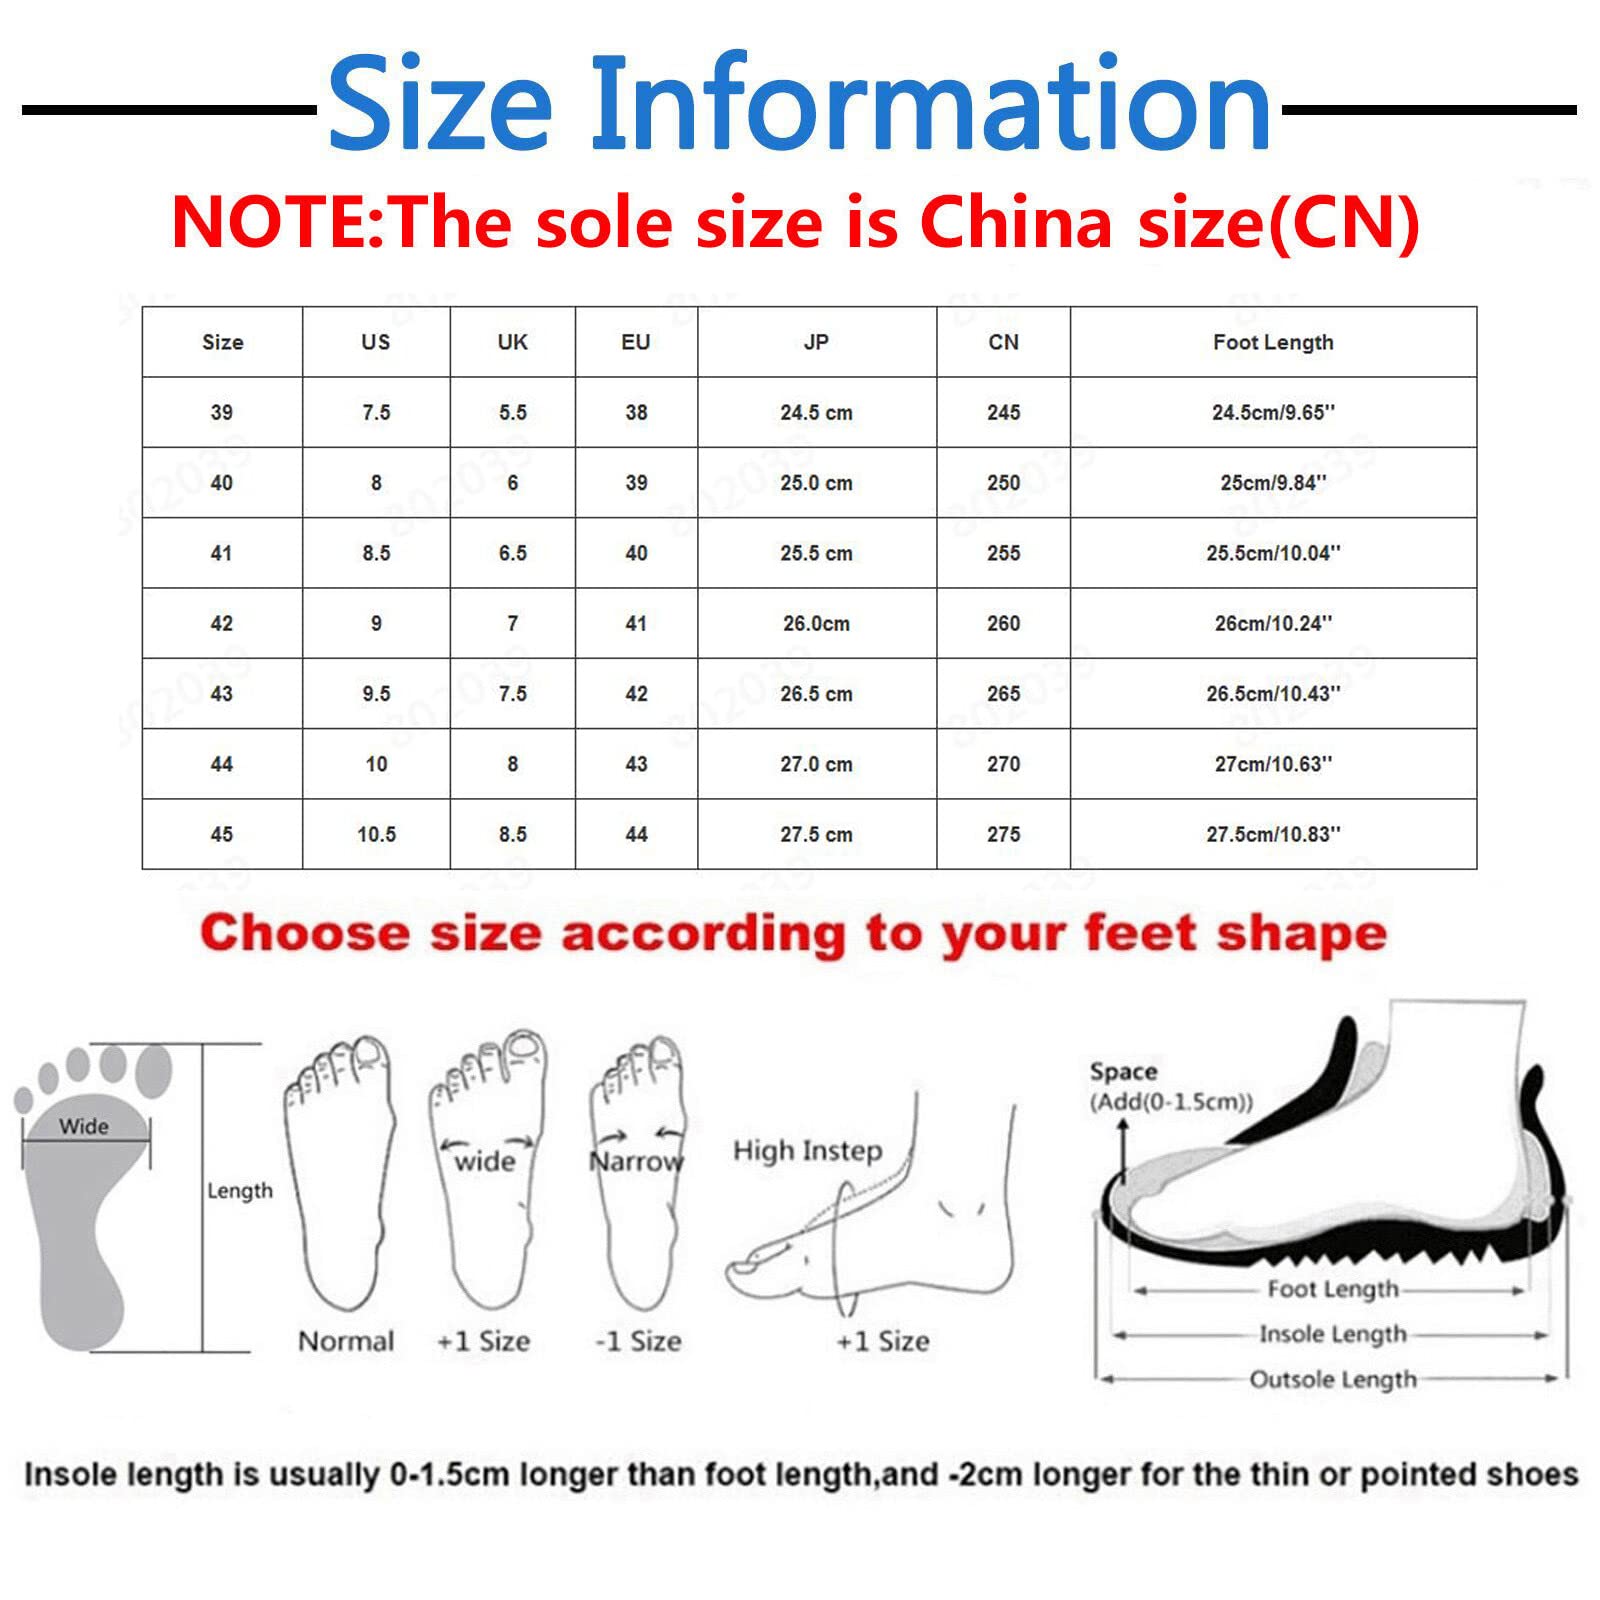 Size Information
NOTE:The sole size is China size(CN)
Size US UK EU JP CN Foot Length
39 7.5 5.5 38 24.5 cm 245 24.5cm/9.65''
40 8 6 39 25.0 cm 250 25cm/9.84''
41 8.5 6.5 40 25.5 cm 255 25.5cm/10.04''
42 9 7 41 26.0cm 260 26cm/10.24''
43 9.5 7.5 42 26.5 cm 265 26.5cm/10.43''
44 10 8 43 27.0 cm 270 27cm/10.63''
45 10.5 8.5 44 27.5 cm 275 27.5cm/10.83''
802039
Choose size according to your feet shape
Wide
Length
Normal
wide
+1 Size
Narrow
-1 Size
High Instep
+1 Size
Space
(Add(0-1.5cm))
Foot Length
Insole Length
Outsole Length
Insole length is usually 0-1.5cm longer than foot length,and -2cm longer for the thin or pointed shoes